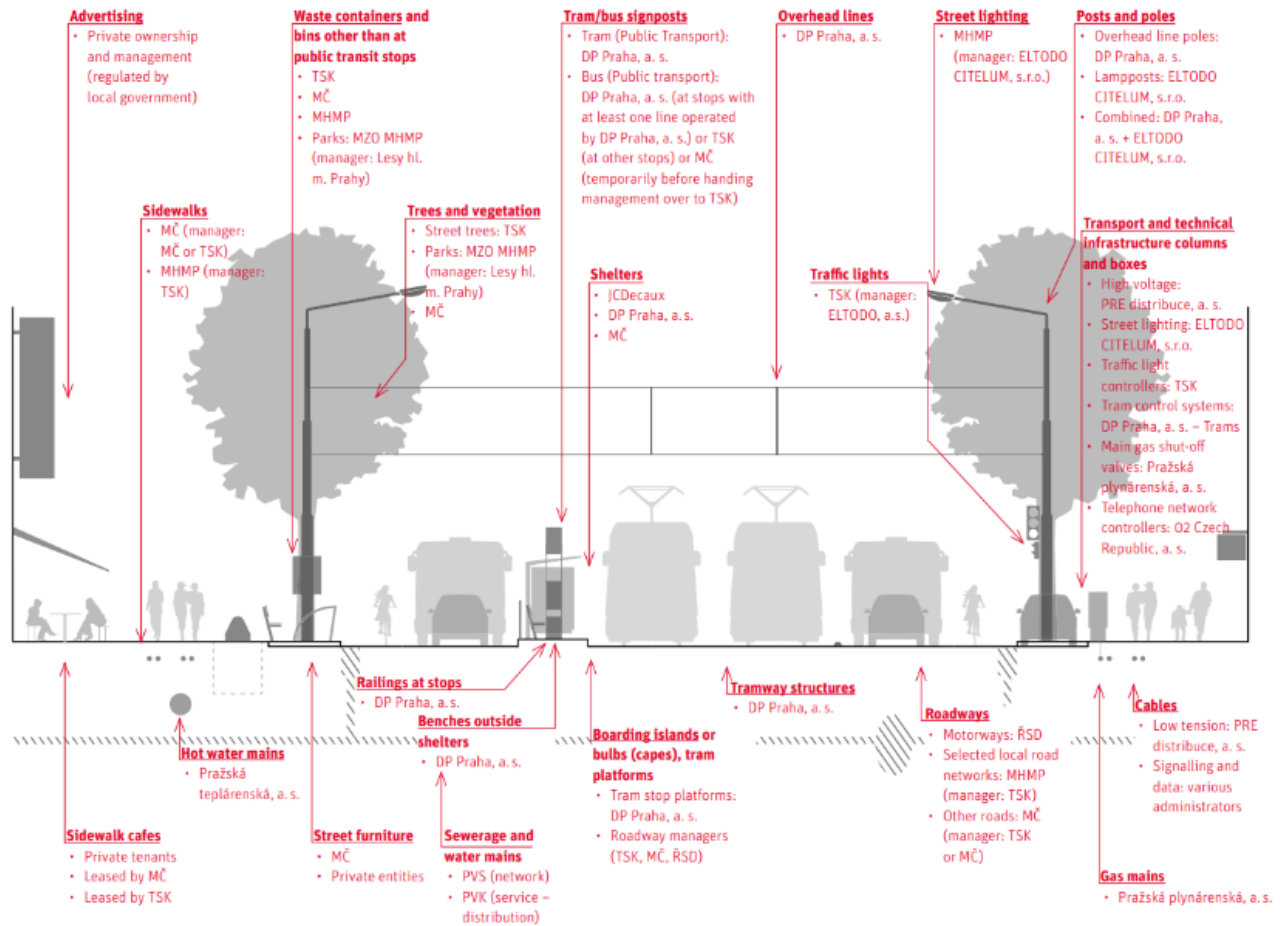 Advertising
• Private ownership
and management
(regulated by
local government)
Waste containers and
bins other than at
public transit stops
• TSK
• MČ
• MHMP
• Parks: MZO MHMP
(manager: Lesy hl.
m. Prahy)
Tram/bus signposts
• Tram (Public Transport):
DP Praha, a. s.
• Bus (Public transport):
DP Praha, a. s. (at stops with
at least one line operated
by DP Praha, a. s.) or TSK
(at other stops) or MČ
(temporarily before handing
management over to TSK)
Overhead lines
• DP Praha, a. s.
Street lighting
• MHMP
(manager: ELTODO
CITELUM, s.r.o.)
Posts and poles
• Overhead line poles:
DP Praha, a. s.
• Lampposts: ELTODO
CITELUM, s.r.o.
• Combined: DP Praha,
a. s. + ELTODO
CITELUM, s.r.o.
Sidewalks
• MČ (manager:
MČ or TSK)
• MHMP (manager:
TSK)
Trees and vegetation
• Street trees: TSK
• Parks: MZO MHMP
(manager: Lesy hl.
m. Prahy)
• MČ
Shelters
• JCDecaux
• DP Praha, a.s.
• MČ
Traffic lights
• TSK (manager:
ELTODO, a.s.)
Transport and technical
infrastructure columns
and boxes
• High voltage:
PRE distribuce, a. s.
• Street lighting: ELTODO
CITELUM, s.r.o.
• Traffic light
controllers: TSK
• Tram control systems:
DP Praha, a. s. – Trams
• Main gas shut-off
vaives: Pražská
plynárenská, a. s.
• Telephone network
controllers: O2 Czech
Republic, a. s.
Railings at stops
• DP Praha, a.s.
Benches outside
shelters
• DP Praha, a. s.
Tramway structures
• DP Praha, a. s.
Boarding islands or
bulbs (capes), tram
platforms
• Tram stop platforms:
DP Praha, a. s.
• Roadway managers
(TSK, MČ, ŘSD)
Roadways
• Motorways: ŘSD
• Selected local road
networks: MHMP
(manager: TSK)
• Other roads: MČ
(manager: TSK
or MČ)
Cables
• Low tension: PRE
distribuce, a. s.
• Signalling and
data: various
administrators
Hot water mains
• Pražská
teplárenská, a. s.
Sidewalk cafes
• Private tenants
• Leased by MČ
• Leased by TSK
Street furniture
• MČ
• Private entities
Sewerage and
water mains
• PVS (network)
• PVK (service –
distribution)
Gas mains
• Pražská plynárenská, a. s.